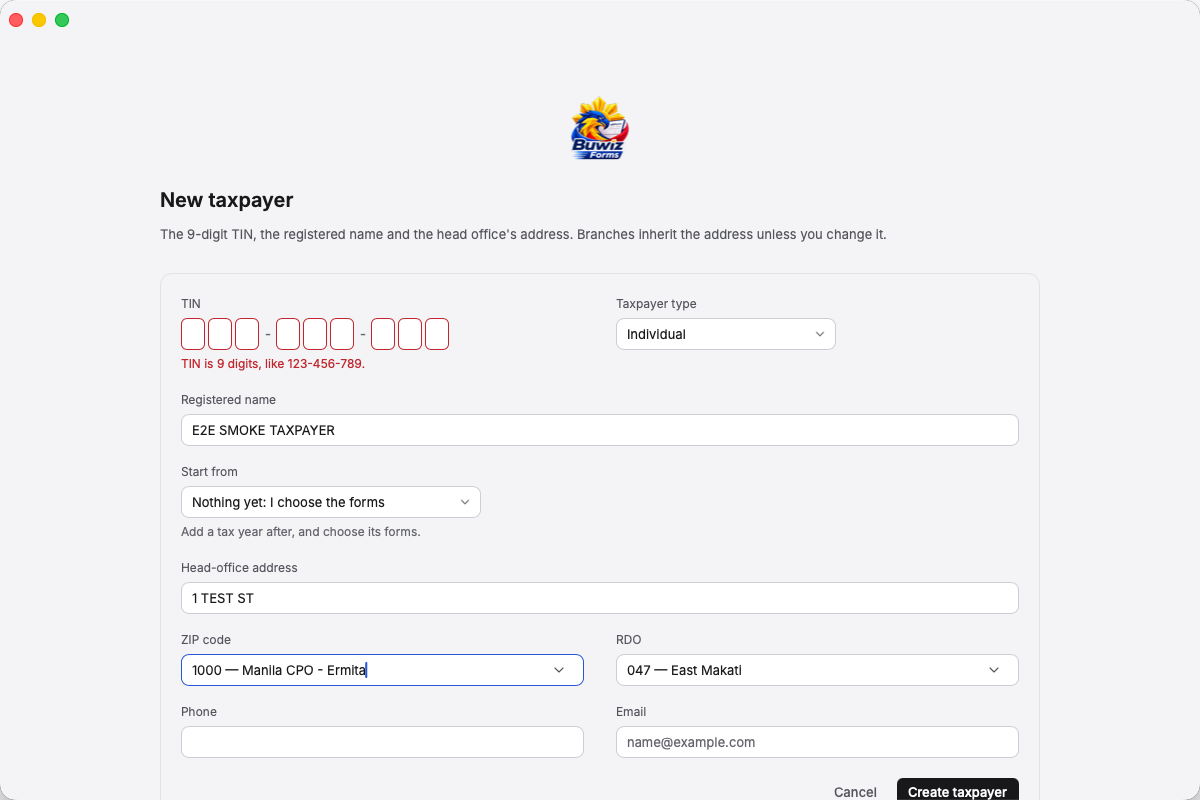 Buwiz
Forms
New taxpayer
The 9-digit TIN, the registered name and the head office's address. Branches inherit the address unless you change it.
TIN
Taxpayer type
- -
Individual
TIN is 9 digits, like 123-456-789.
Registered name
E2E SMOKE TAXPAYER
Start from
Nothing yet: I choose the forms
Add a tax year after, and choose its forms.
Head-office address
1 TEST ST
ZIP code
RDO
1000 — Manila CPO - Ermita
047 — East Makati
Phone
Email
name@example.com
Cancel
Create taxpayer